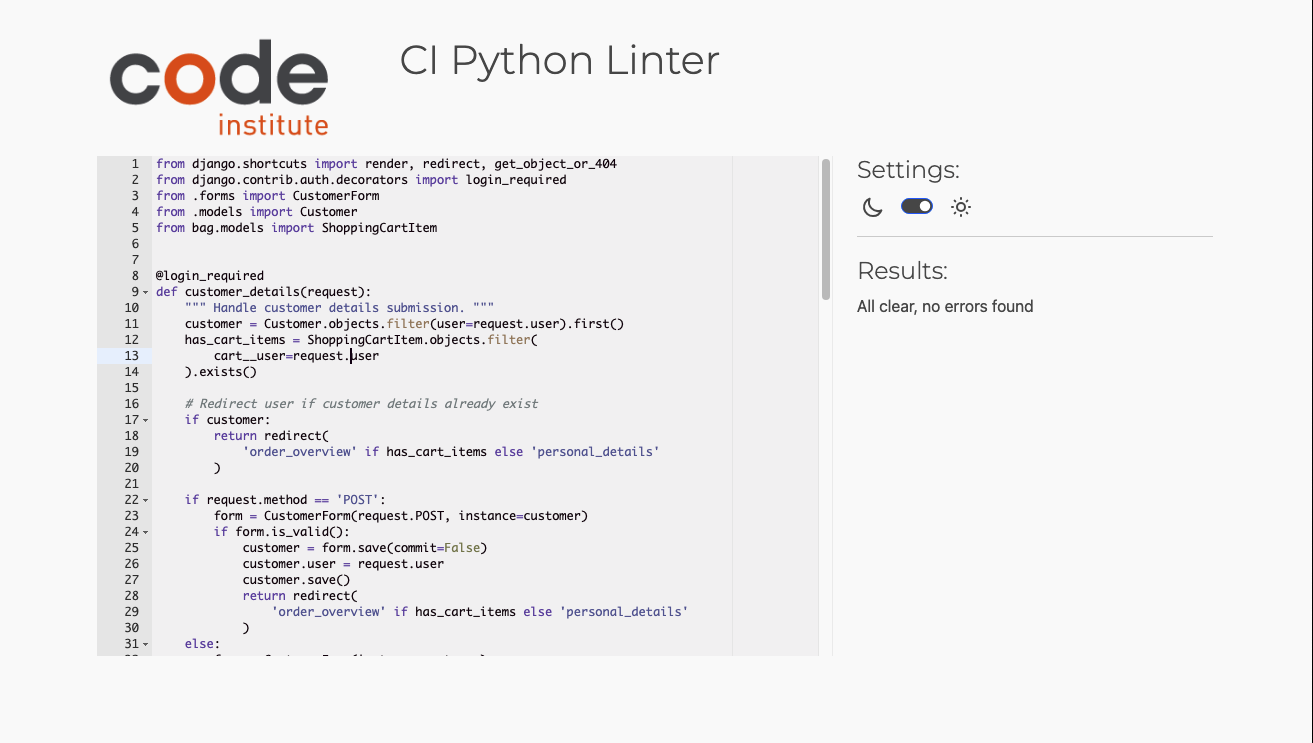 code
institute
CI Python Linter
1 from django.shortcuts import render, redirect, get_object_or_404
2 from django.contrib.auth.decorators import login_required
3 from .forms import CustomerForm
4 from .models import Customer
5 from bag.models import ShoppingCartItem
6
7
8 @login_required
9 def customer_details(request):
10     """ Handle customer details submission. """
11     customer = Customer.objects.filter(user=request.user).first()
12     has_cart_items = ShoppingCartItem.objects.filter(
13         cart__user=request.user
14     ).exists()
15
16     # Redirect user if customer details already exist
17     if customer:
18         return redirect(
19             'order_overview' if has_cart_items else 'personal_details'
20         )
21
22     if request.method == 'POST':
23         form = CustomerForm(request.POST, instance=customer)
24         if form.is_valid():
25             customer = form.save(commit=False)
26             customer.user = request.user
27             customer.save()
28             return redirect(
29                 'order_overview' if has_cart_items else 'personal_details'
30             )
31     else:
Settings:
Results:
All clear, no errors found